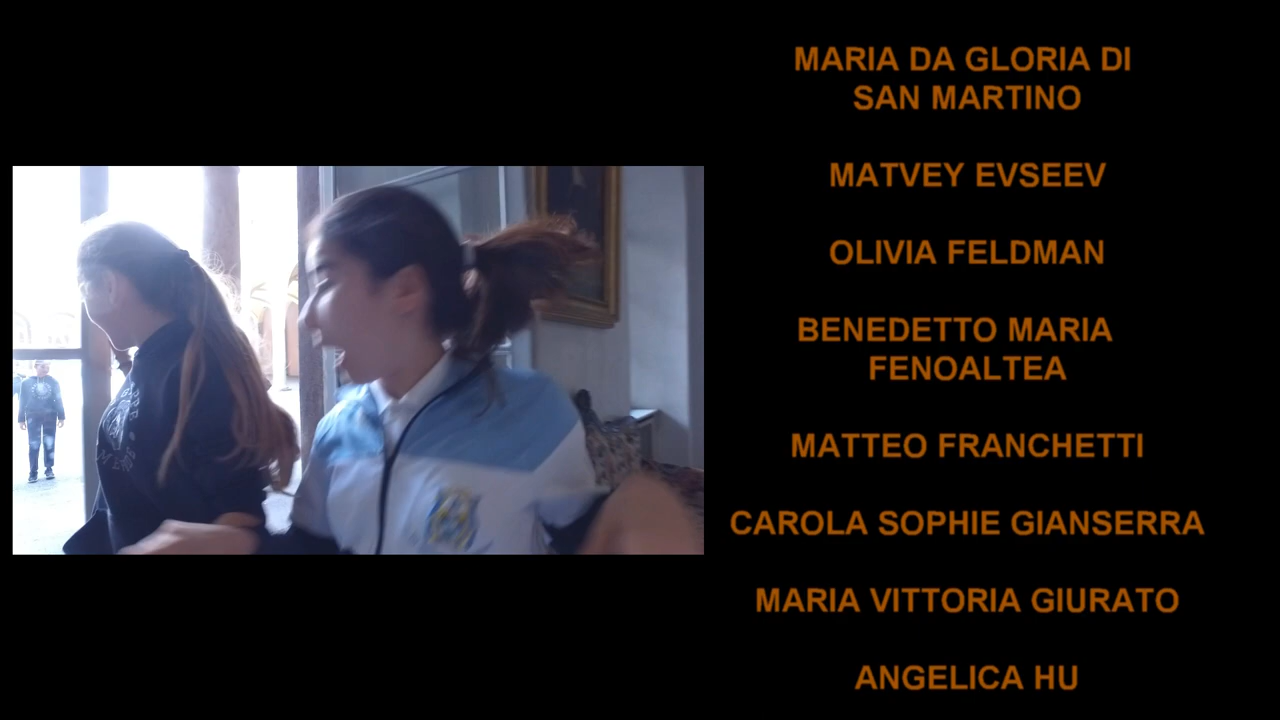 MARIA DA GLORIA DI
SAN MARTINO
MATVEY EVSEEV
OLIVIA FELDMAN
BENEDETTO MARIA
FENOALTEA
MATTEO FRANCHETTI
CAROLA SOPHIE GIANSERRA
MARIA VITTORIA GIURATO
ANGELICA HU